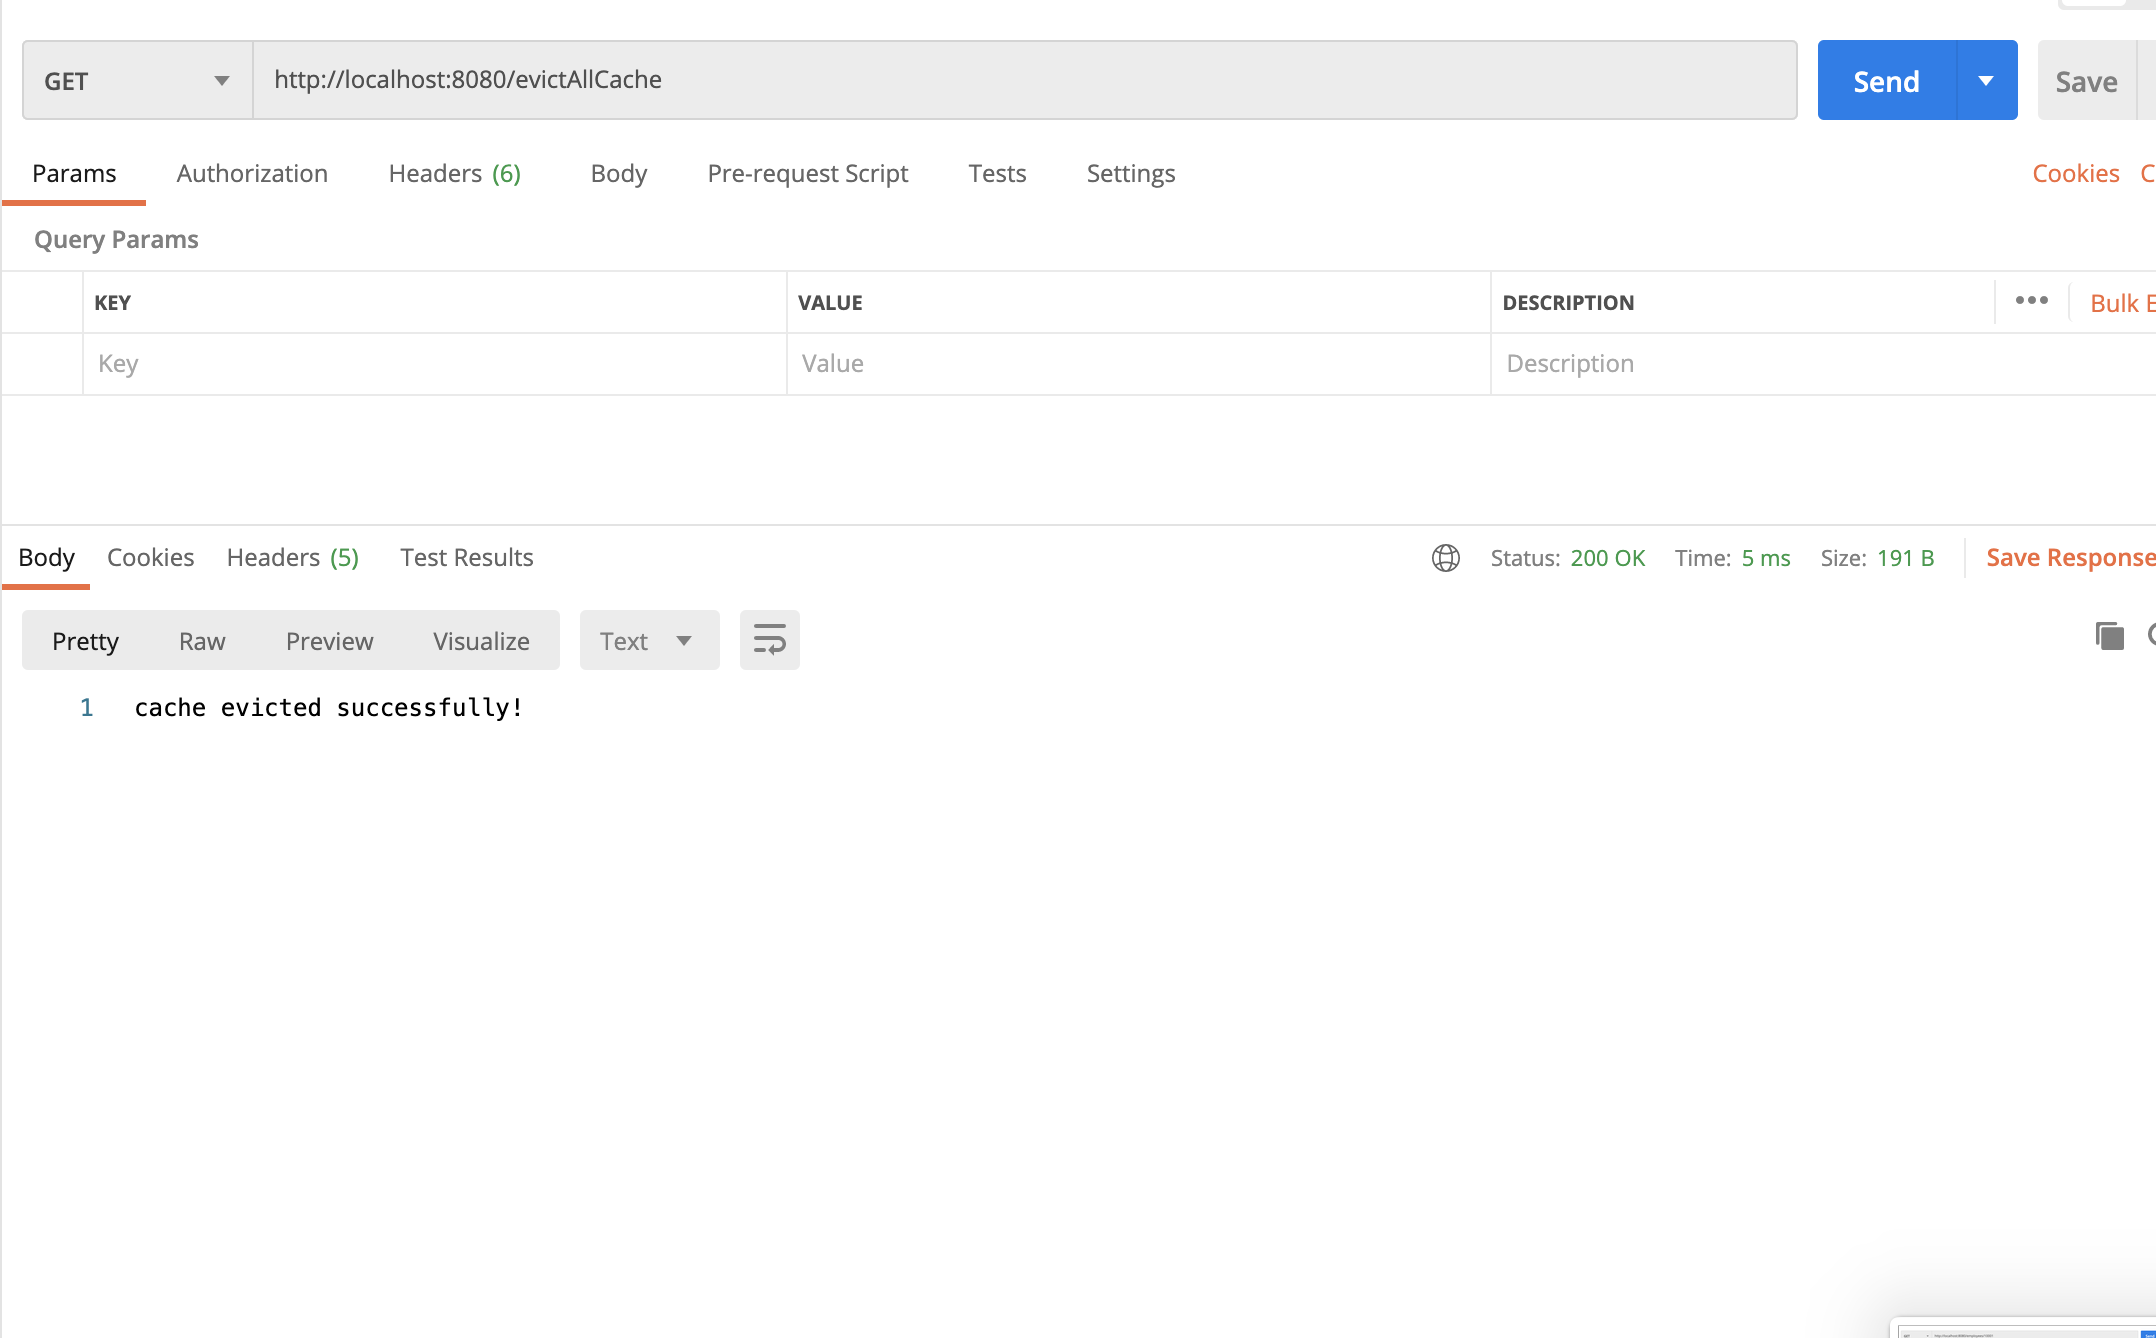 GET http://localhost:8080/evictAllCache Send Save
Params Authorization Headers (6) Body Pre-request Script Tests Settings Cookies C
Query Params
KEY VALUE DESCRIPTION ••• Bulk E
Key Value Description
Body Cookies Headers (5) Test Results Status: 200 OK Time: 5 ms Size: 191 B Save Response
Pretty Raw Preview Visualize Text
1 cache evicted successfully!